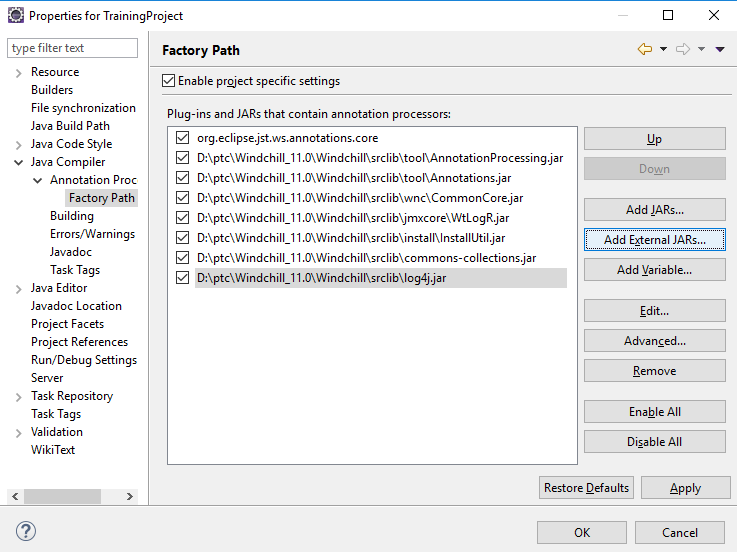 Properties for TrainingProject
type filter text
Resource
Builders
File synchronization
Java Build Path
Java Code Style
Java Compiler
Annotation Proc
Factory Path
Building
Errors/Warnings
Javadoc
Task Tags
Java Editor
Javadoc Location
Project Facets
Project References
Run/Debug Settings
Server
Task Repository
Task Tags
Validation
WikiText
Factory Path
Enable project specific settings
Plug-ins and JARs that contain annotation processors:
org.eclipse.jst.ws.annotations.core
D:\ptc\Windchill_11.0\Windchill\srclib\tool\AnnotationProcessing.jar
D:\ptc\Windchill_11.0\Windchill\srclib\tool\Annotations.jar
D:\ptc\Windchill_11.0\Windchill\srclib\wnc\CommonCore.jar
D:\ptc\Windchill_11.0\Windchill\srclib\jmxcore\WtLogR.jar
D:\ptc\Windchill_11.0\Windchill\srclib\install\InstallUtil.jar
D:\ptc\Windchill_11.0\Windchill\srclib\commons-collections.jar
D:\ptc\Windchill_11.0\Windchill\srclib\log4j.jar
Up
Down
Add JARs...
Add External JARs...
Add Variable...
Edit...
Advanced...
Remove
Enable All
Disable All
Restore Defaults
Apply
OK
Cancel